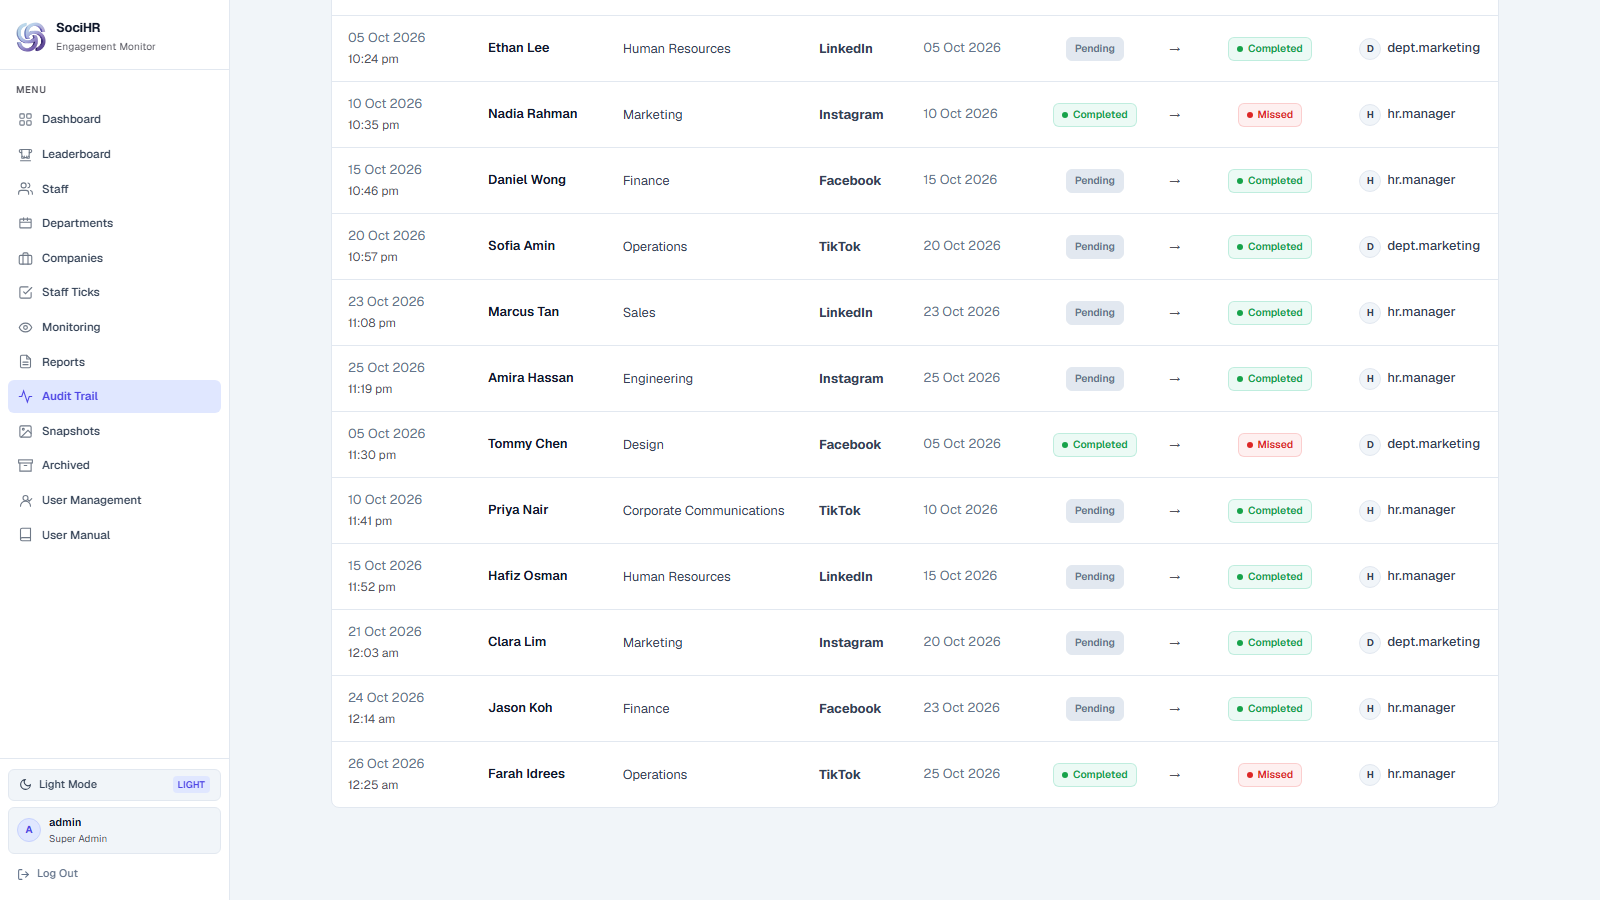 SociHR
Engagement Monitor
MENU
Dashboard
Leaderboard
Staff
Departments
Companies
Staff Ticks
Monitoring
Reports
Audit Trail
Snapshots
Archived
User Management
User Manual
Light Mode LIGHT
A admin
Super Admin
Log Out
05 Oct 2026
10:24 pm
Ethan Lee Human Resources LinkedIn 05 Oct 2026 Pending → Completed D dept.marketing
10 Oct 2026
10:35 pm
Nadia Rahman Marketing Instagram 10 Oct 2026 Completed → Missed H hr.manager
15 Oct 2026
10:46 pm
Daniel Wong Finance Facebook 15 Oct 2026 Pending → Completed H hr.manager
20 Oct 2026
10:57 pm
Sofia Amin Operations TikTok 20 Oct 2026 Pending → Completed D dept.marketing
23 Oct 2026
11:08 pm
Marcus Tan Sales LinkedIn 23 Oct 2026 Pending → Completed H hr.manager
25 Oct 2026
11:19 pm
Amira Hassan Engineering Instagram 25 Oct 2026 Pending → Completed H hr.manager
05 Oct 2026
11:30 pm
Tommy Chen Design Facebook 05 Oct 2026 Completed → Missed D dept.marketing
10 Oct 2026
11:41 pm
Priya Nair Corporate Communications TikTok 10 Oct 2026 Pending → Completed H hr.manager
15 Oct 2026
11:52 pm
Hafiz Osman Human Resources LinkedIn 15 Oct 2026 Pending → Completed H hr.manager
21 Oct 2026
12:03 am
Clara Lim Marketing Instagram 20 Oct 2026 Pending → Completed D dept.marketing
24 Oct 2026
12:14 am
Jason Koh Finance Facebook 23 Oct 2026 Pending → Completed H hr.manager
26 Oct 2026
12:25 am
Farah Idrees Operations TikTok 25 Oct 2026 Completed → Missed H hr.manager